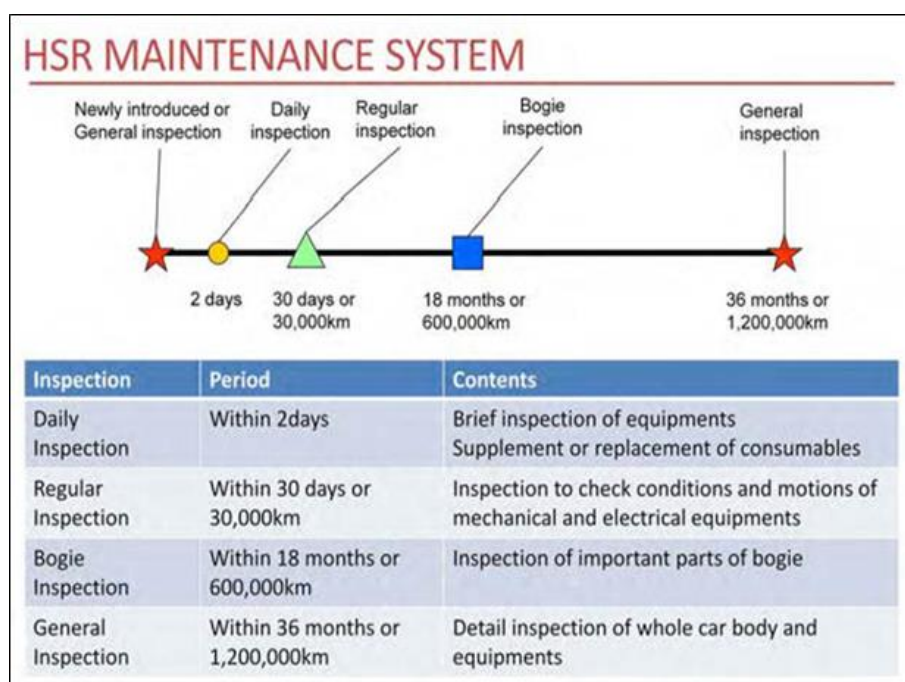 HSR MAINTENANCE SYSTEM
Newly introduced or
General inspection
Daily
inspection
Regular
inspection
Bogie
inspection
General
inspection
2 days
30 days or
30,000km
18 months or
600,000km
36 months or
1,200,000km
Inspection Period Contents
Daily
Inspection
Within 2days
Brief inspection of equipments
Supplement or replacement of consumables
Regular
Inspection
Within 30 days or
30,000km
Inspection to check conditions and motions of
mechanical and electrical equipments
Bogie
Inspection
Within 18 months or
600,000km
Inspection of important parts of bogie
General
Inspection
Within 36 months or
1,200,000km
Detail inspection of whole car body and
equipments